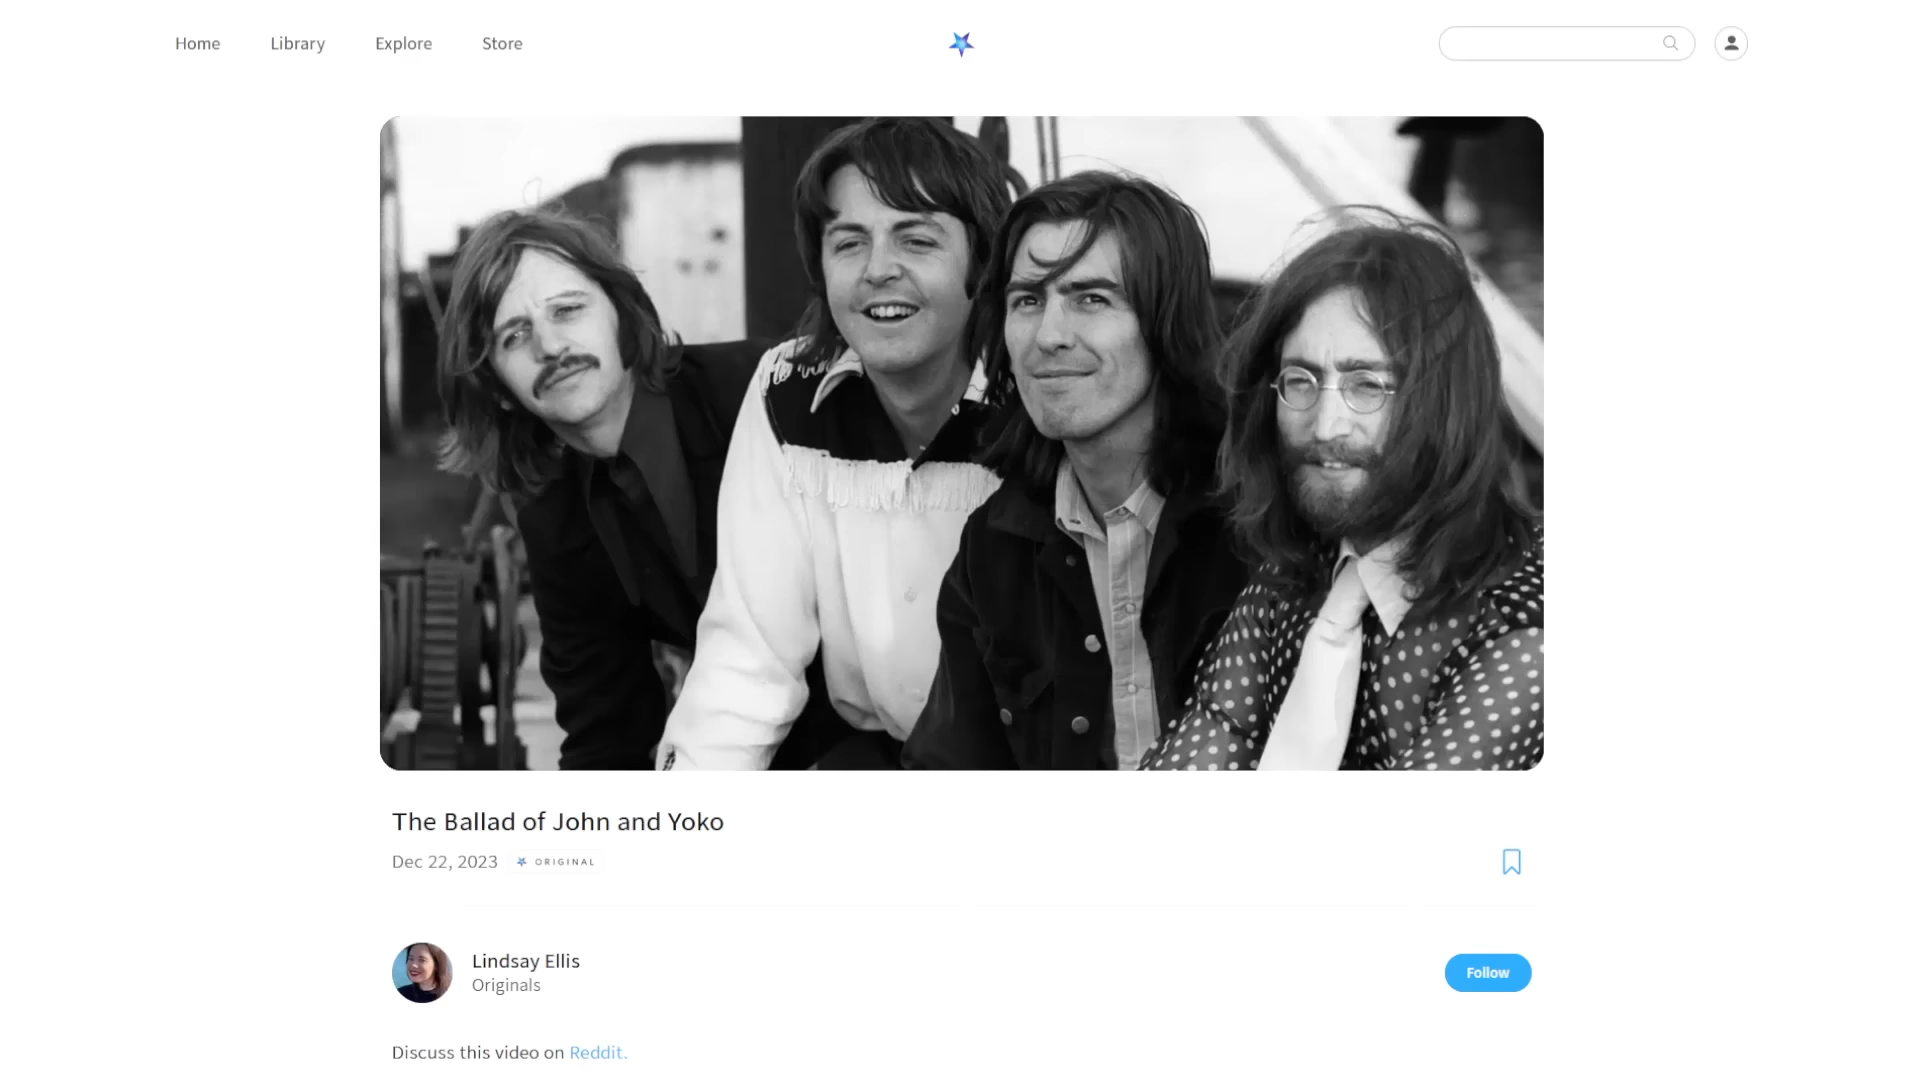 Home Library Explore Store
The Ballad of John and Yoko
Dec 22, 2023 ORIGINAL
Lindsay Ellis
Originals
Follow
Discuss this video on Reddit.